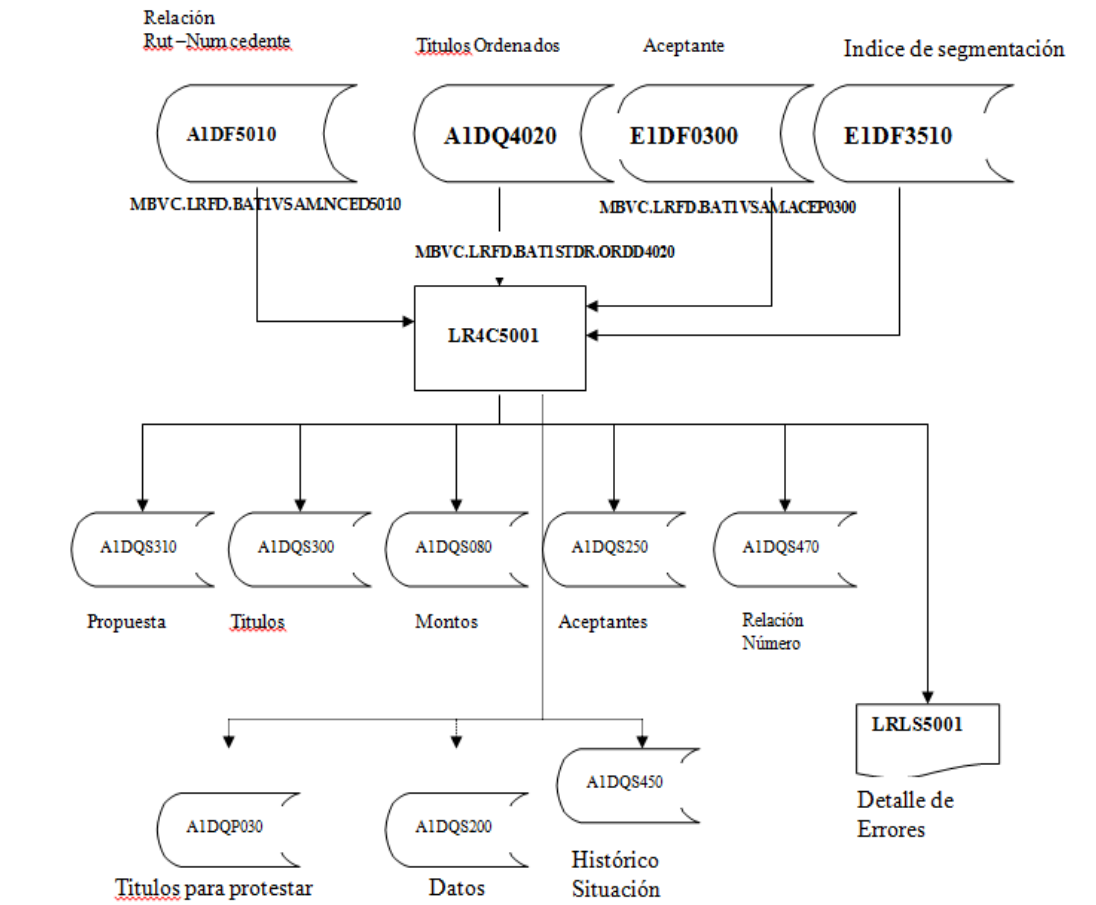 Relación
Rut –Num cedente
Titulos Ordenados
Aceptante
Indice de segmentación
A1DF5010
A1DQ4020
E1DF0300
E1DF3510
MBVC.LRFD.BAT1VSAM.NCED5010
MBVC.LRFD.BAT1VSAM.ACEP0300
MBVC.LRFD.BAT1STDR.ORDD4020
LR4C5001
A1DQS310
A1DQS300
A1DQS080
A1DQS250
A1DQS470
Propuesta
Titulos
Montos
Aceptantes
Relación
Número
LRLS5001
A1DQS450
A1DQP030
A1DQS200
Detalle de
Errores
Histórico
Situación
Titulos para protestar
Datos